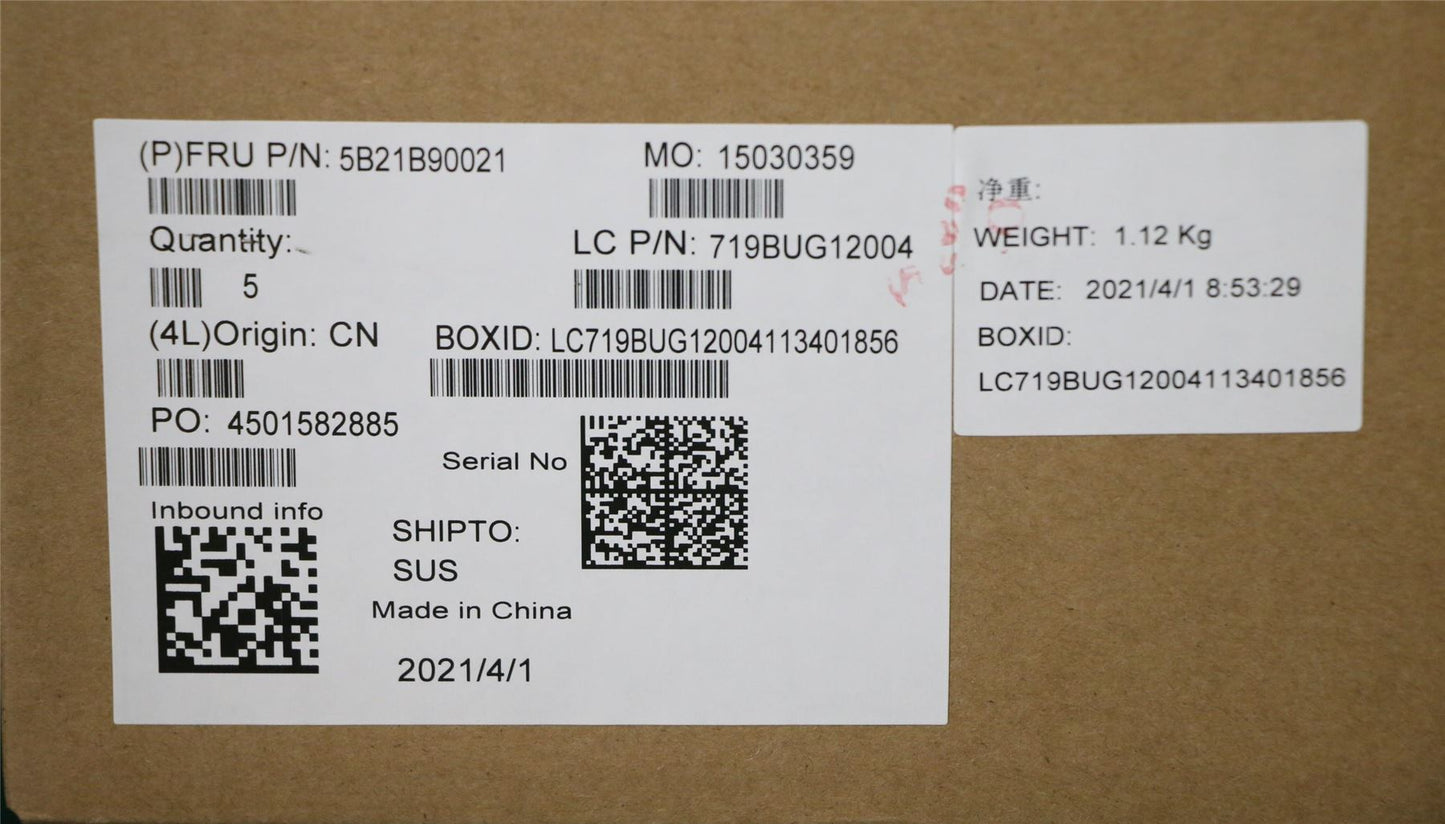 (P)FRU P/N: 5B21B90021
MO: 15030359
Quantity:
5
LC P/N: 719BUG12004
(4L)Origin: CN
BOXID: LC719BUG12004113401856
PO: 4501582885
Serial No
Inbound info
SHIPTO:
SUS
Made in China
2021/4/1
净重:
WEIGHT: 1.12 Kg
DATE: 2021/4/1 8:53:29
BOXID:
LC719BUG12004113401856